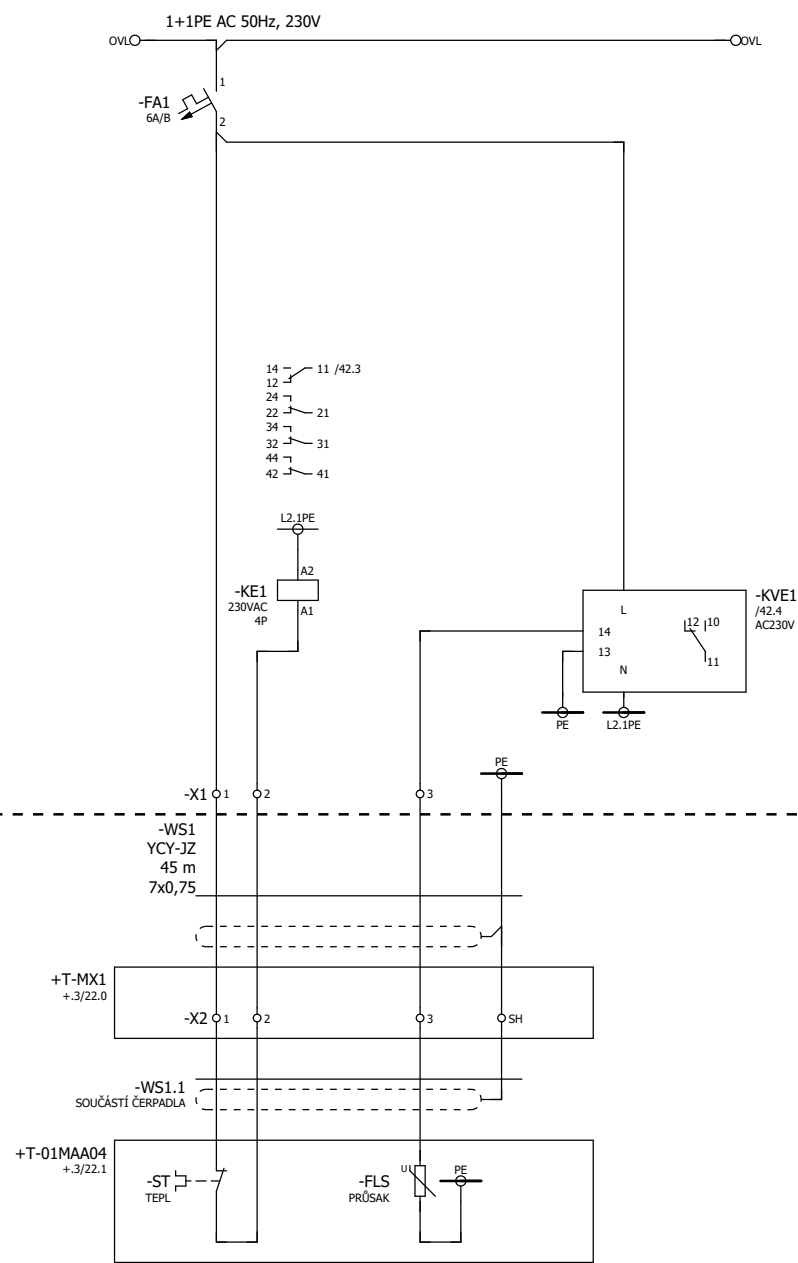 1+1PE AC 50Hz, 230V
OVL
OVL
1
-FA1
6A/B
2
14
11 /42.3
12
24
22
21
34
32
31
44
42
41
L2.1PE
A2
-KE1
230VAC
4P
A1
-KVE1
/42.4
AC230V
L
14
12
10
13
11
N
PE
L2.1PE
PE
-X1
1
2
3
-WS1
YCY-JZ
45 m
7x0,75
+T-MX1
+.3/22.0
-X2
1
2
3
SH
-WS1.1
SOUČÁSTÍ ČERPADLA
+T-01MAA04
+.3/22.1
-ST
TEPL
-FLS
PRŮSAK
U
PE